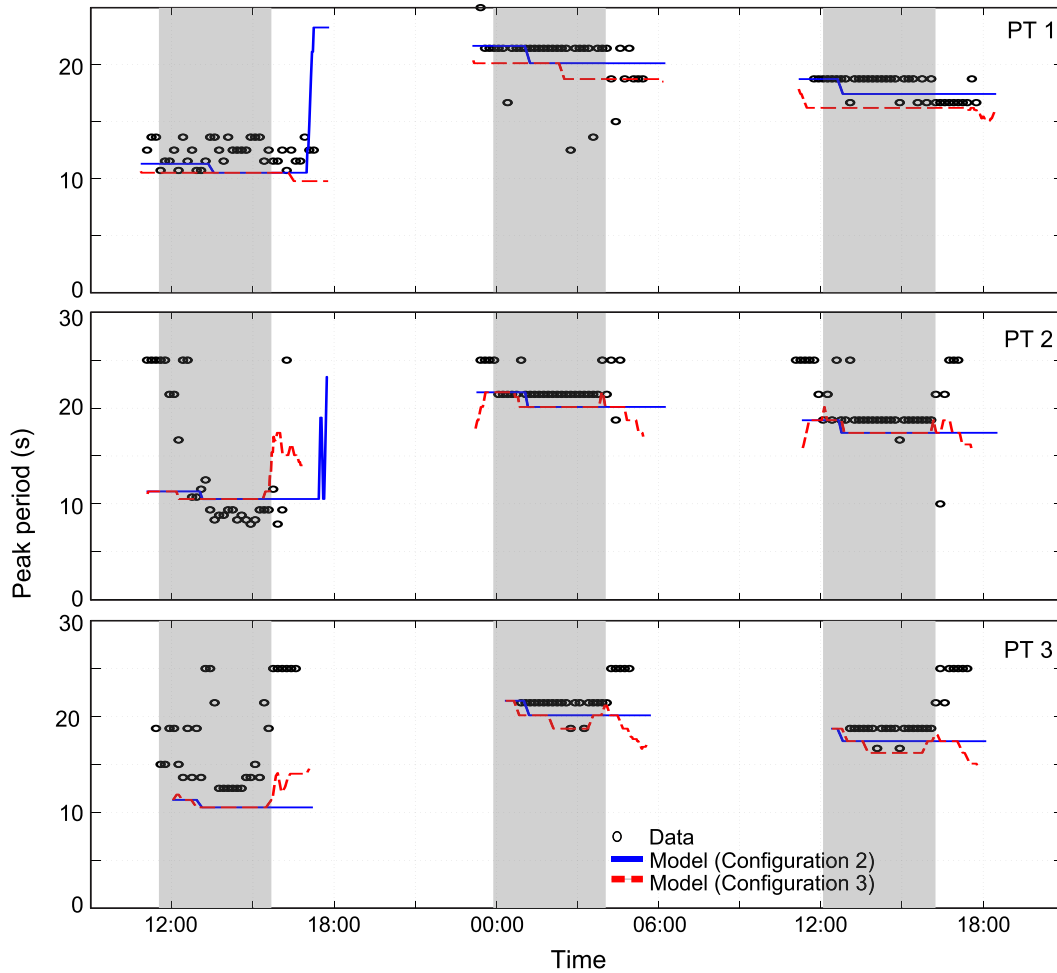 PT 1
20
10
0
30
PT 2
20
10
0
30
PT 3
20
10
0
Peak period (s)
Data
Model (Configuration 2)
Model (Configuration 3)
12:00 18:00 00:00 06:00 12:00 18:00
Time